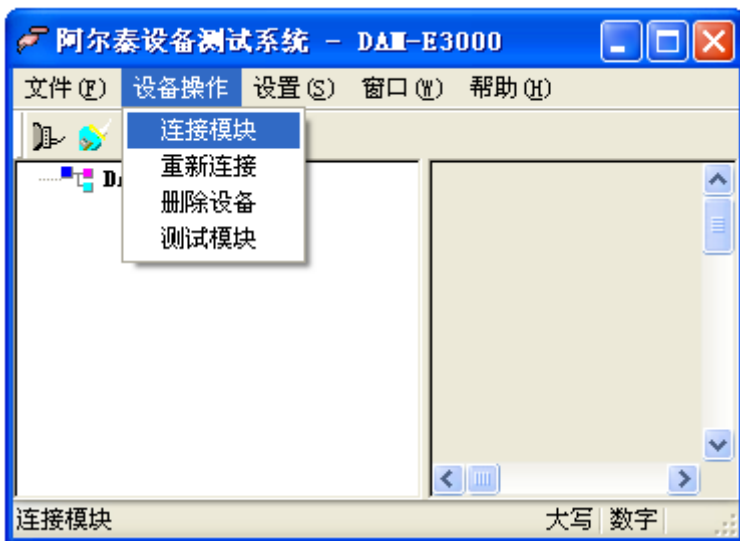 阿尔泰设备测试系统 - DAM-E3000
文件(F) 设备操作 设置(S) 窗口(W) 帮助(H)
连接模块
重新连接
删除设备
测试模块
连接模块 大写 数字